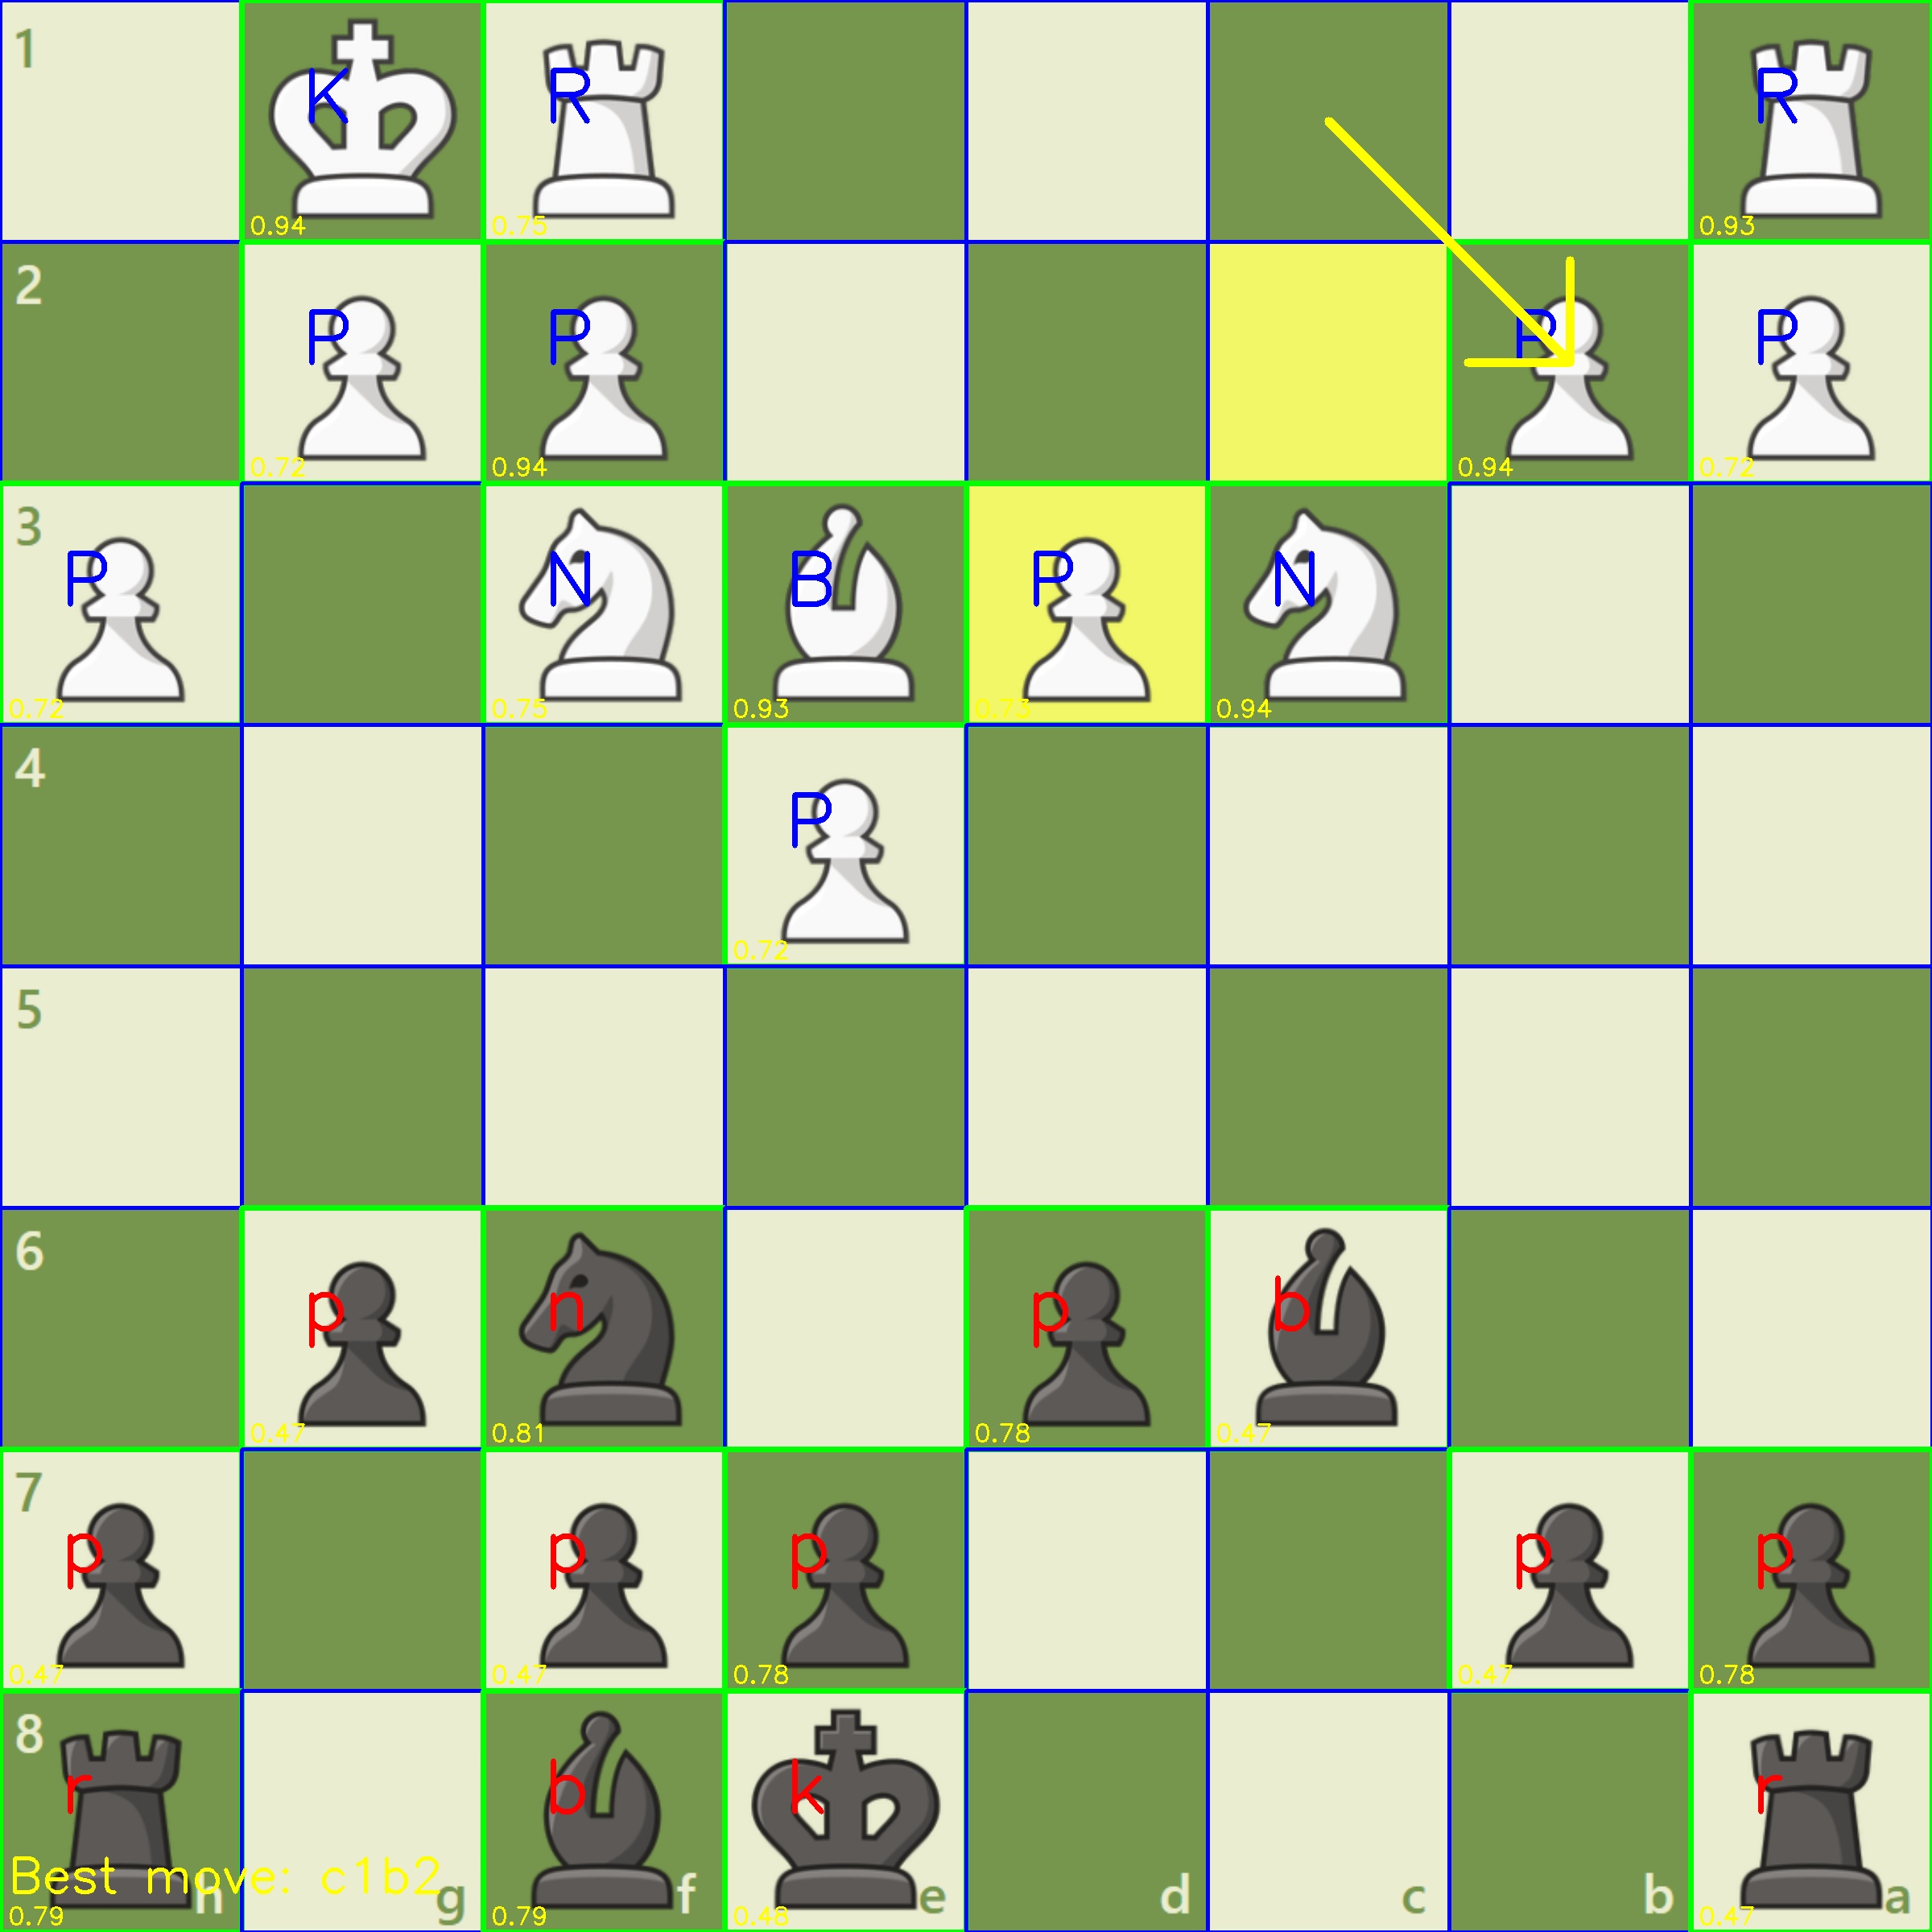 1 K R R
0.94 0.75 0.93
2 P P P P
0.72 0.94 0.94 0.72
3 P N B P N
0.72 0.75 0.93 0.73 0.94
4 P
0.72
5
6 p n p b
0.47 0.81 0.78 0.47
7 p p p p p
0.47 0.47 0.78 0.47 0.78
8 r b k r
Best move: c1b2
h g f e d c b a
0.79 0.79 0.48 0.47